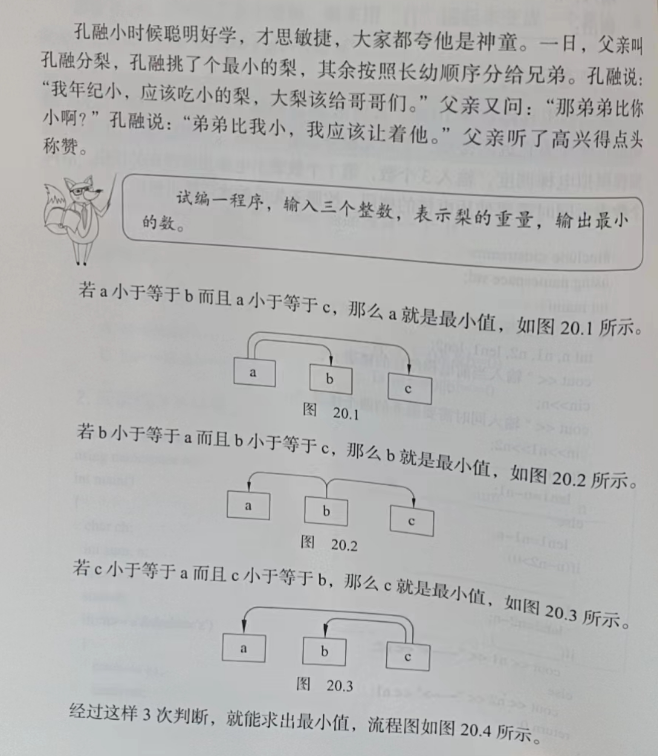 孔融小时候聪明好学，才思敏捷，大家都夸他是神童。一日，父亲叫
孔融分梨，孔融挑了个最小的梨，其余按照长幼顺序分给兄弟。孔融说：
“我年纪小，应该吃小的梨，大梨该给哥哥们。”父亲又问：“那弟弟比你
小啊？”孔融说：“弟弟比我小，我应该让着他。”父亲听了高兴得点头
称赞。
试编一程序，输入三个整数，表示梨的重量，输出最小
的数。
若 a 小于等于 b 而且 a 小于等于 c，那么 a 就是最小值，如图 20.1 所示。
a
b
c
图 20.1
若 b 小于等于 a 而且 b 小于等于 c，那么 b 就是最小值，如图 20.2 所示。
a
b
c
图 20.2
若 c 小于等于 a 而且 c 小于等于 b，那么 c 就是最小值，如图 20.3 所示。
a
b
c
图 20.3
经过这样 3 次判断，就能求出最小值，流程图如图 20.4 所示。